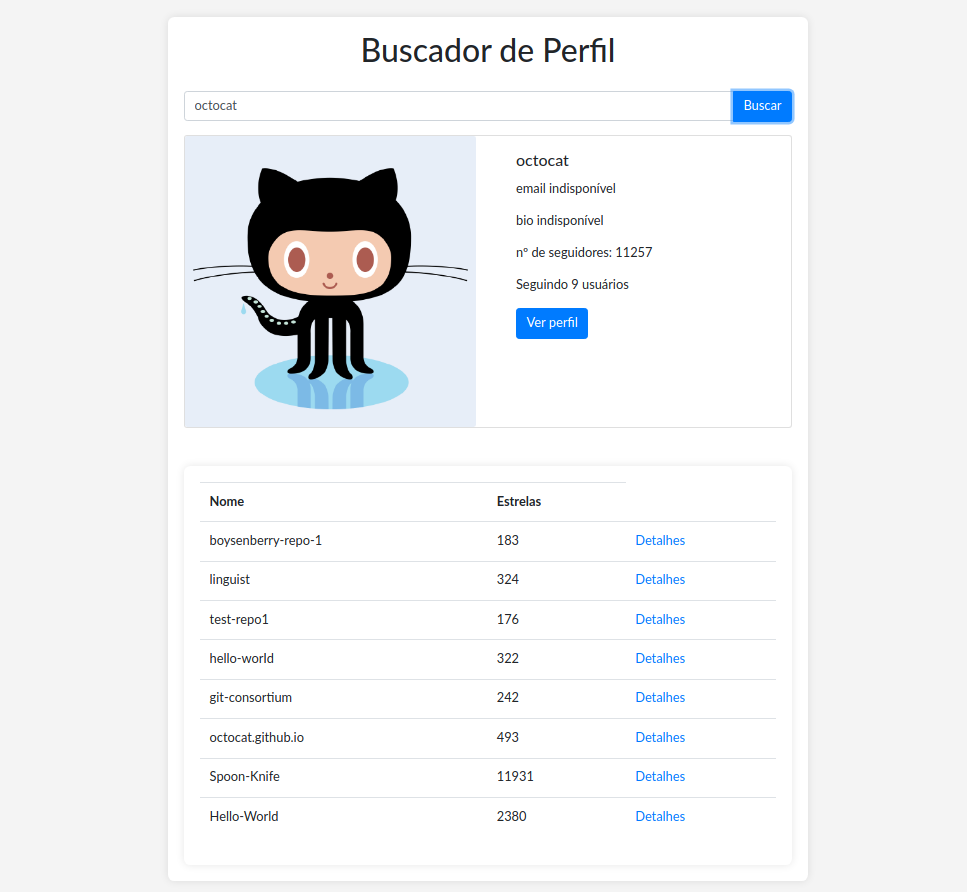 Buscador de Perfil
octocat
Buscar
octocat
email indisponível
bio indisponível
nº de seguidores: 11257
Seguindo 9 usuários
Ver perfil
Nome Estrelas
boysenberry-repo-1 183 Detalhes
linguist 324 Detalhes
test-repo1 176 Detalhes
hello-world 322 Detalhes
git-consortium 242 Detalhes
octocat.github.io 493 Detalhes
Spoon-Knife 11931 Detalhes
Hello-World 2380 Detalhes